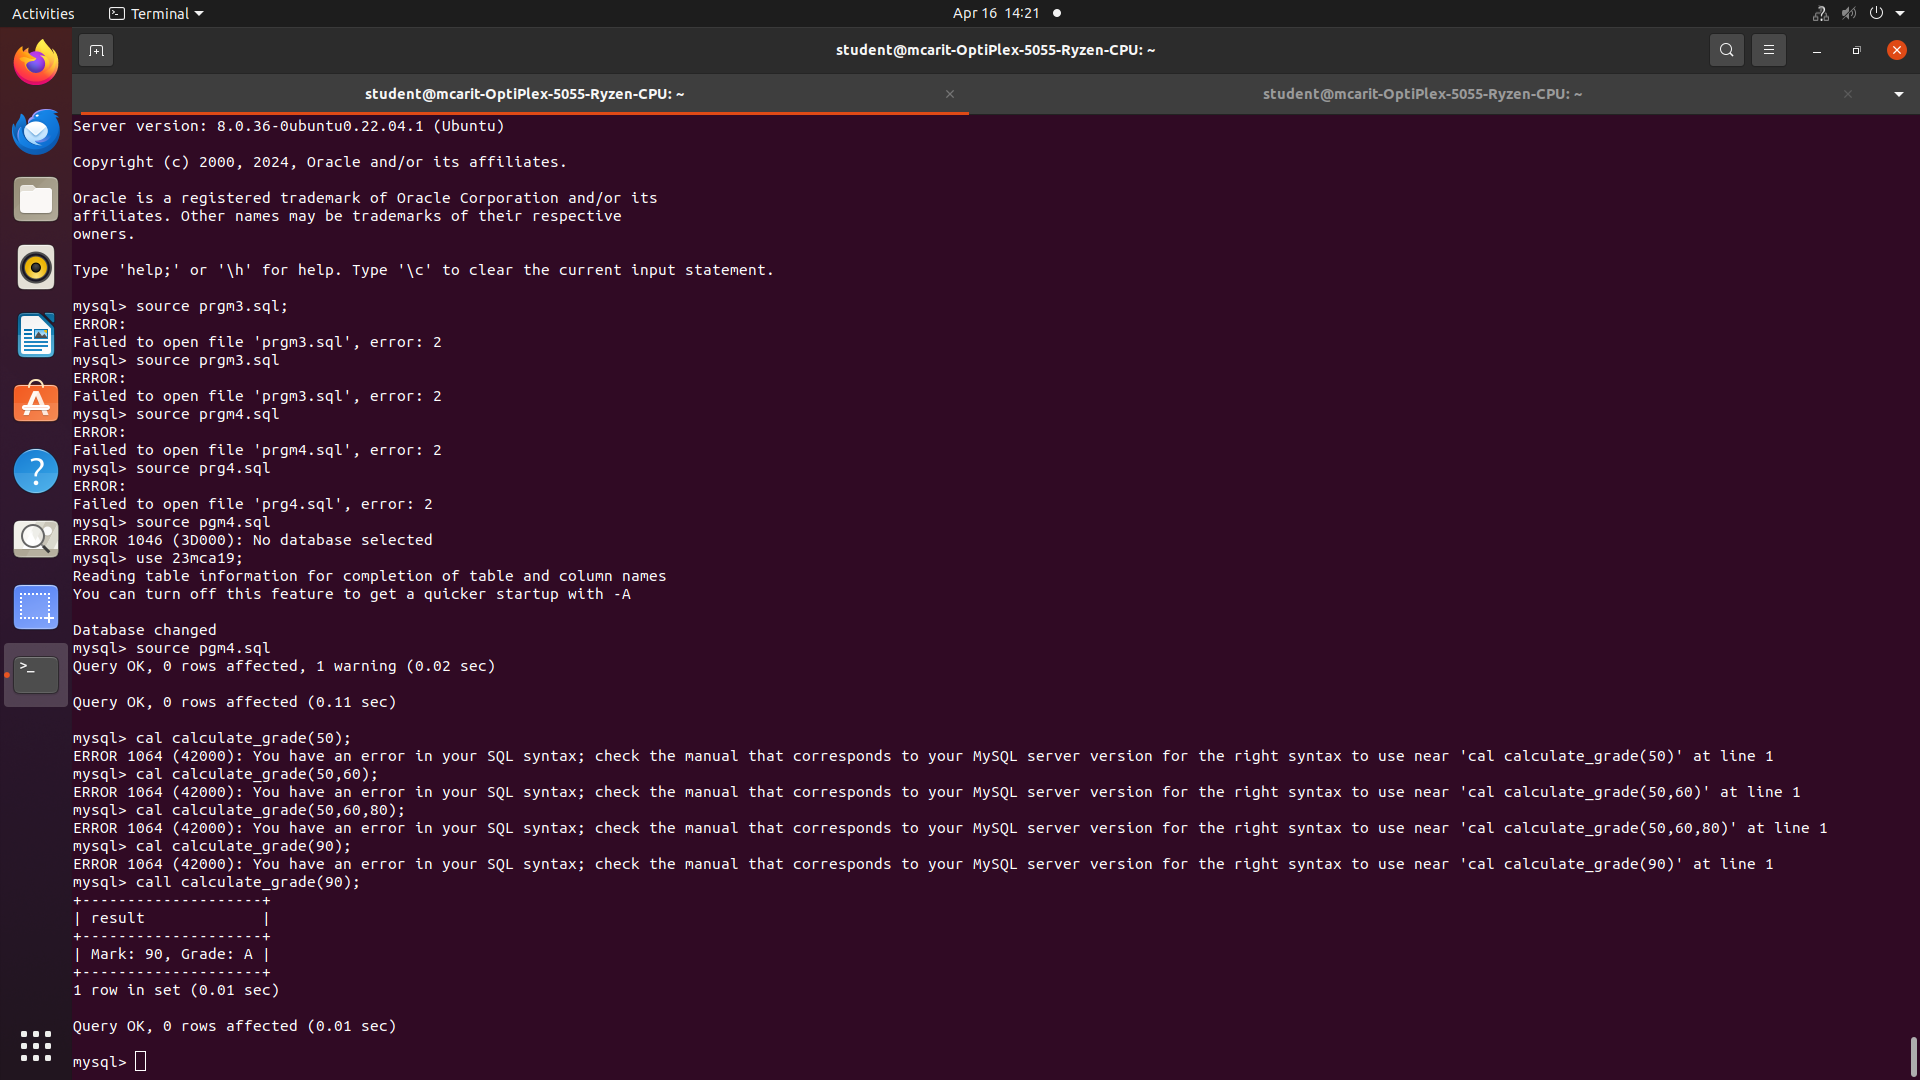 Activities
Terminal
Apr 16 14:21
student@mcarit-OptiPlex-5055-Ryzen-CPU: ~
student@mcarit-OptiPlex-5055-Ryzen-CPU: ~
student@mcarit-OptiPlex-5055-Ryzen-CPU: ~
Server version: 8.0.36-0ubuntu0.22.04.1 (Ubuntu)
Copyright (c) 2000, 2024, Oracle and/or its affiliates.
Oracle is a registered trademark of Oracle Corporation and/or its
affiliates. Other names may be trademarks of their respective
owners.
Type 'help;' or '\h' for help. Type '\c' to clear the current input statement.
mysql> source prgm3.sql;
ERROR:
Failed to open file 'prgm3.sql', error: 2
mysql> source prgm3.sql
ERROR:
Failed to open file 'prgm3.sql', error: 2
mysql> source prgm4.sql
ERROR:
Failed to open file 'prgm4.sql', error: 2
mysql> source prg4.sql
ERROR:
Failed to open file 'prg4.sql', error: 2
mysql> source pgm4.sql
ERROR 1046 (3D000): No database selected
mysql> use 23mca19;
Reading table information for completion of table and column names
You can turn off this feature to get a quicker startup with -A
Database changed
mysql> source pgm4.sql
Query OK, 0 rows affected, 1 warning (0.02 sec)
Query OK, 0 rows affected (0.11 sec)
mysql> cal calculate_grade(50);
ERROR 1064 (42000): You have an error in your SQL syntax; check the manual that corresponds to your MySQL server version for the right syntax to use near 'cal calculate_grade(50)' at line 1
mysql> cal calculate_grade(50,60);
ERROR 1064 (42000): You have an error in your SQL syntax; check the manual that corresponds to your MySQL server version for the right syntax to use near 'cal calculate_grade(50,60)' at line 1
mysql> cal calculate_grade(50,60,80);
ERROR 1064 (42000): You have an error in your SQL syntax; check the manual that corresponds to your MySQL server version for the right syntax to use near 'cal calculate_grade(50,60,80)' at line 1
mysql> cal calculate_grade(90);
ERROR 1064 (42000): You have an error in your SQL syntax; check the manual that corresponds to your MySQL server version for the right syntax to use near 'cal calculate_grade(90)' at line 1
mysql> call calculate_grade(90);
+--------------------+
| result             |
+--------------------+
| Mark: 90, Grade: A |
+--------------------+
1 row in set (0.01 sec)
Query OK, 0 rows affected (0.01 sec)
mysql>